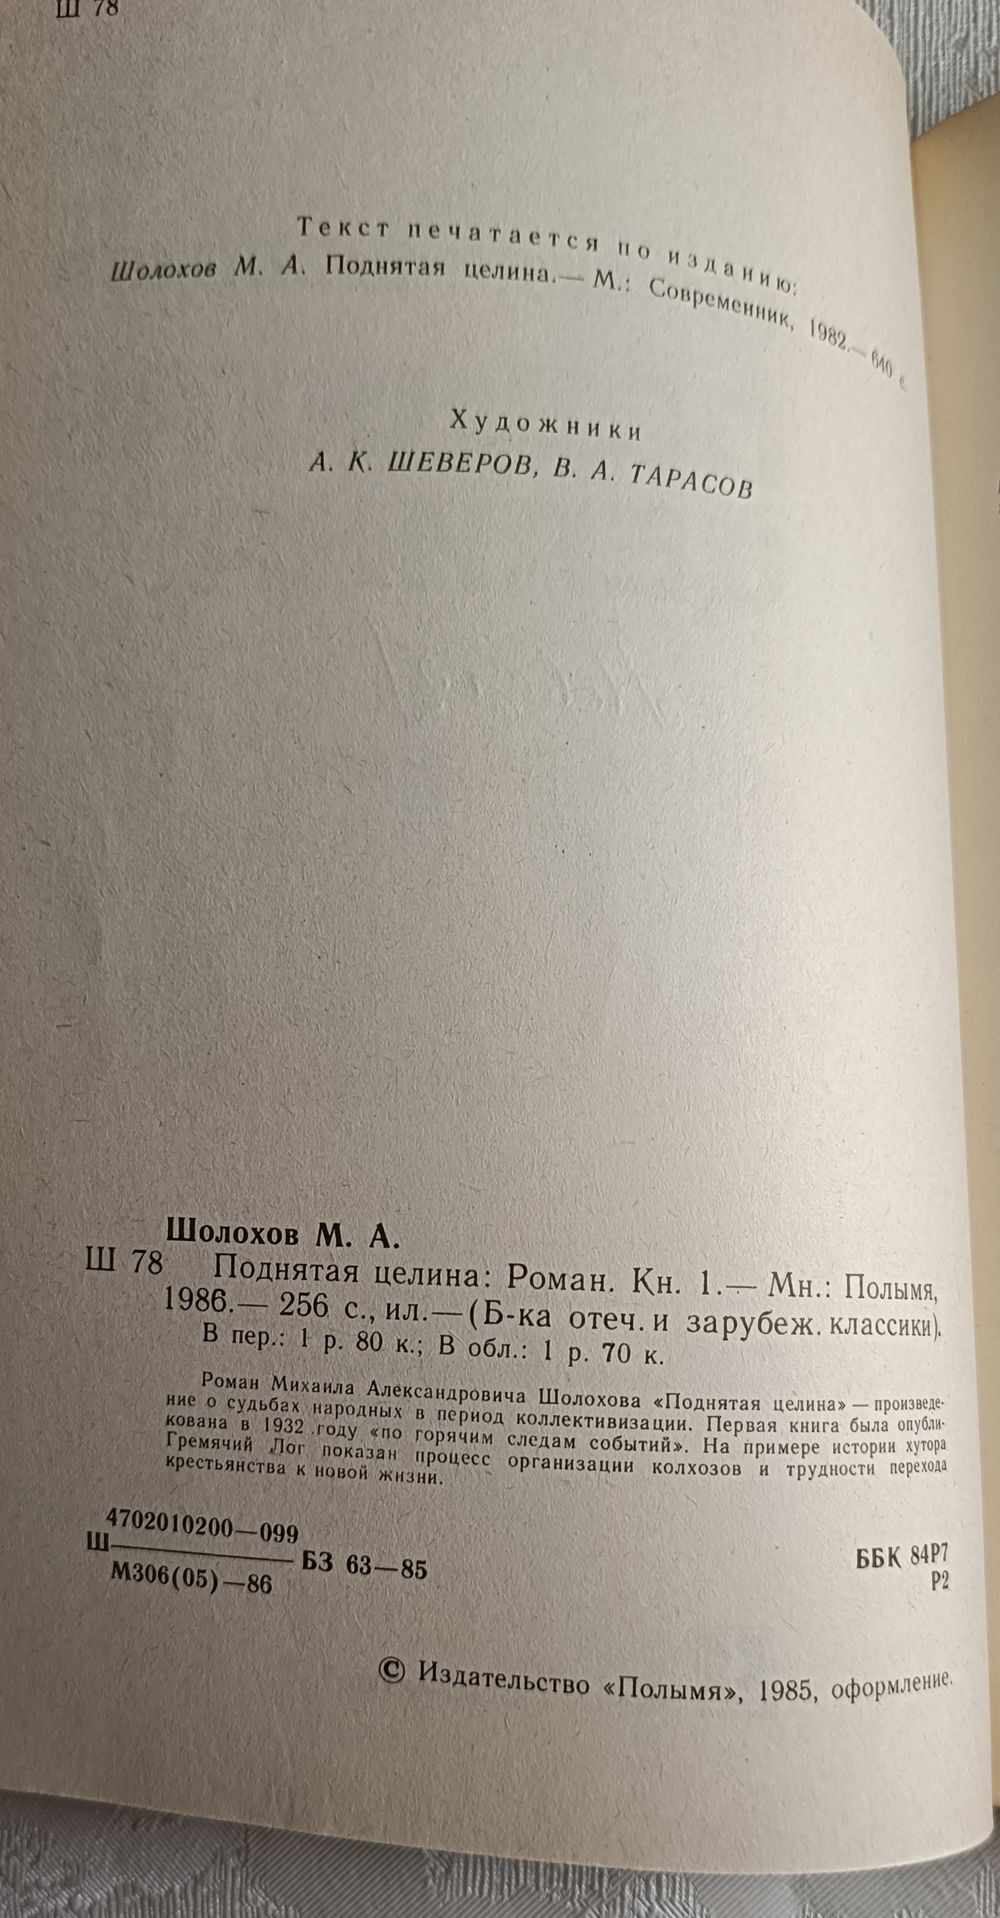 Ш 78
Текст печатается по изданию:
Шолохов М. А. Поднятая целина.— М.: Современник, 1982.— 640 с.
Художники
А. К. ШЕВЕРОВ, В. А. ТАРАСОВ
Шолохов М. А.
Ш 78 Поднятая целина: Роман. Кн. 1.— Мн.: Полымя,
1986.— 256 с., ил.—(Б-ка отеч. и зарубеж. классики).
В пер.: 1 р. 80 к.; В обл.: 1 р. 70 к.
Роман Михаила Александровича Шолохова «Поднятая целина» — произведе-
ние о судьбах народных в период коллективизации. Первая книга была опубли-
кована в 1932 году «по горячим следам событий». На примере истории хутора
Гремячий Лог показан процесс организации колхозов и трудности перехода
крестьянства к новой жизни.
4702010200—099
Ш————БЗ 63—85
М306(05)—86
ББК 84Р7
Р2
© Издательство «Полымя», 1985, оформление.